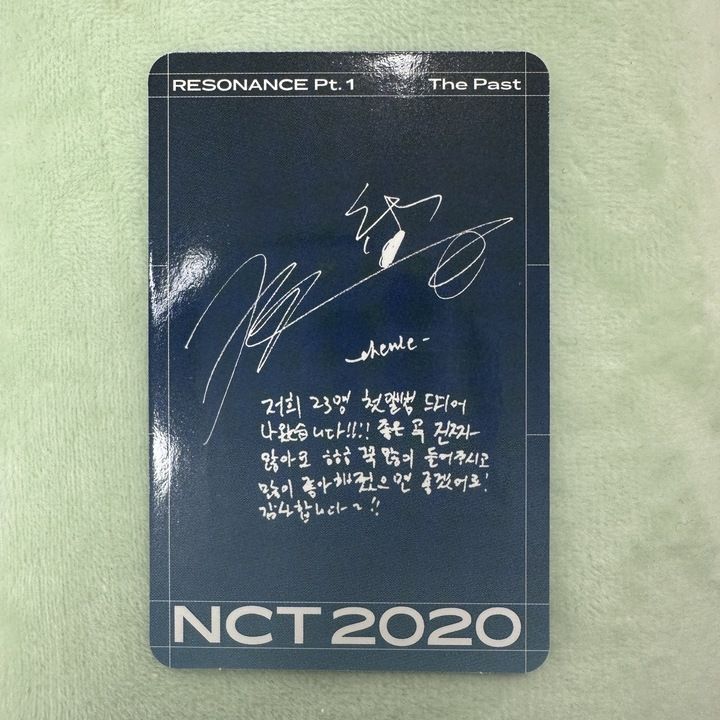 RESONANCE Pt. 1 The Past
-chenle-
저희 23명 첫앨범 드디어
나왔습니다!!!! 좋은 곡 진짜
많아요 ㅎㅎㅎ 꼭 많이 들어주시고
많이 좋아해줬으면 좋겠어요!
감사합니다~!!
NCT 2020